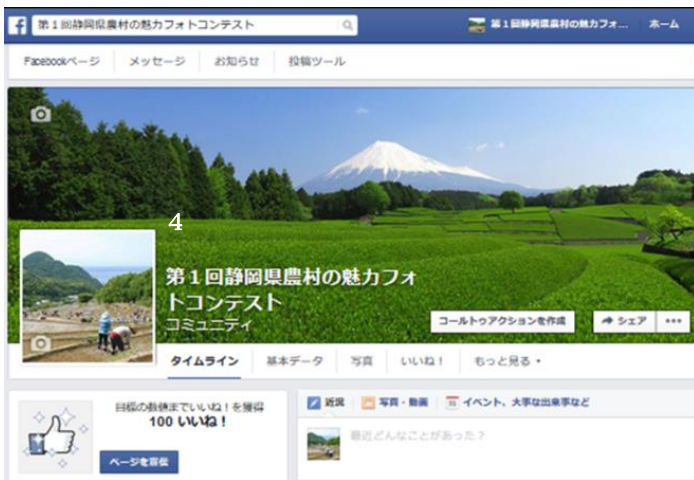 第１回静岡県農村の魅力フォトコンテスト
第１回静岡県農村の魅力フォ... ホーム
Facebookページ メッセージ お知らせ 投稿ツール
4
第１回静岡県農村の魅力フォ
トコンテスト
コミュニティ
コールトゥアクションを作成 シェア
タイムライン 基本データ 写真 いいね！ もっと見る
目標の数値までいいね！を獲得
100 いいね！
ページを宣伝
近況 写真・動画 31 イベント、大事な出来事など
最近どんなことがあった？